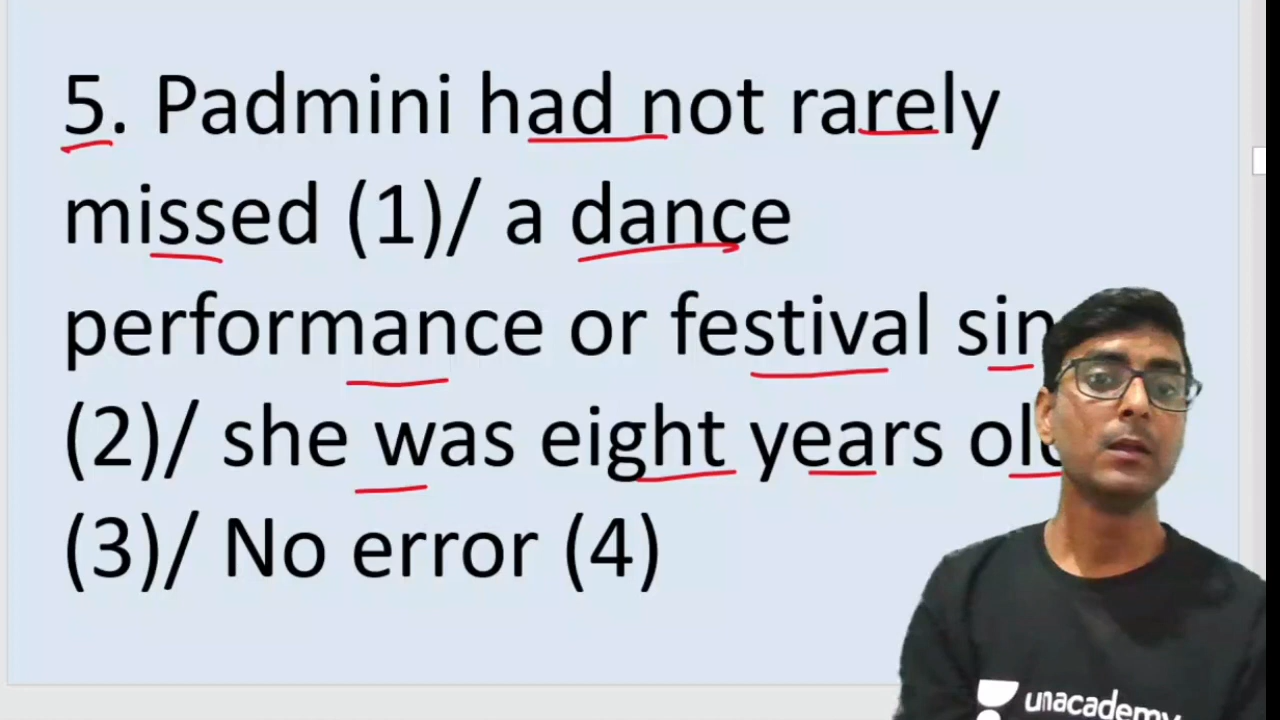 5. Padmini had not rarely
missed (1)/ a dance
performance or festival
(2)/ she was eight years
(3)/ No error (4)
unacademy